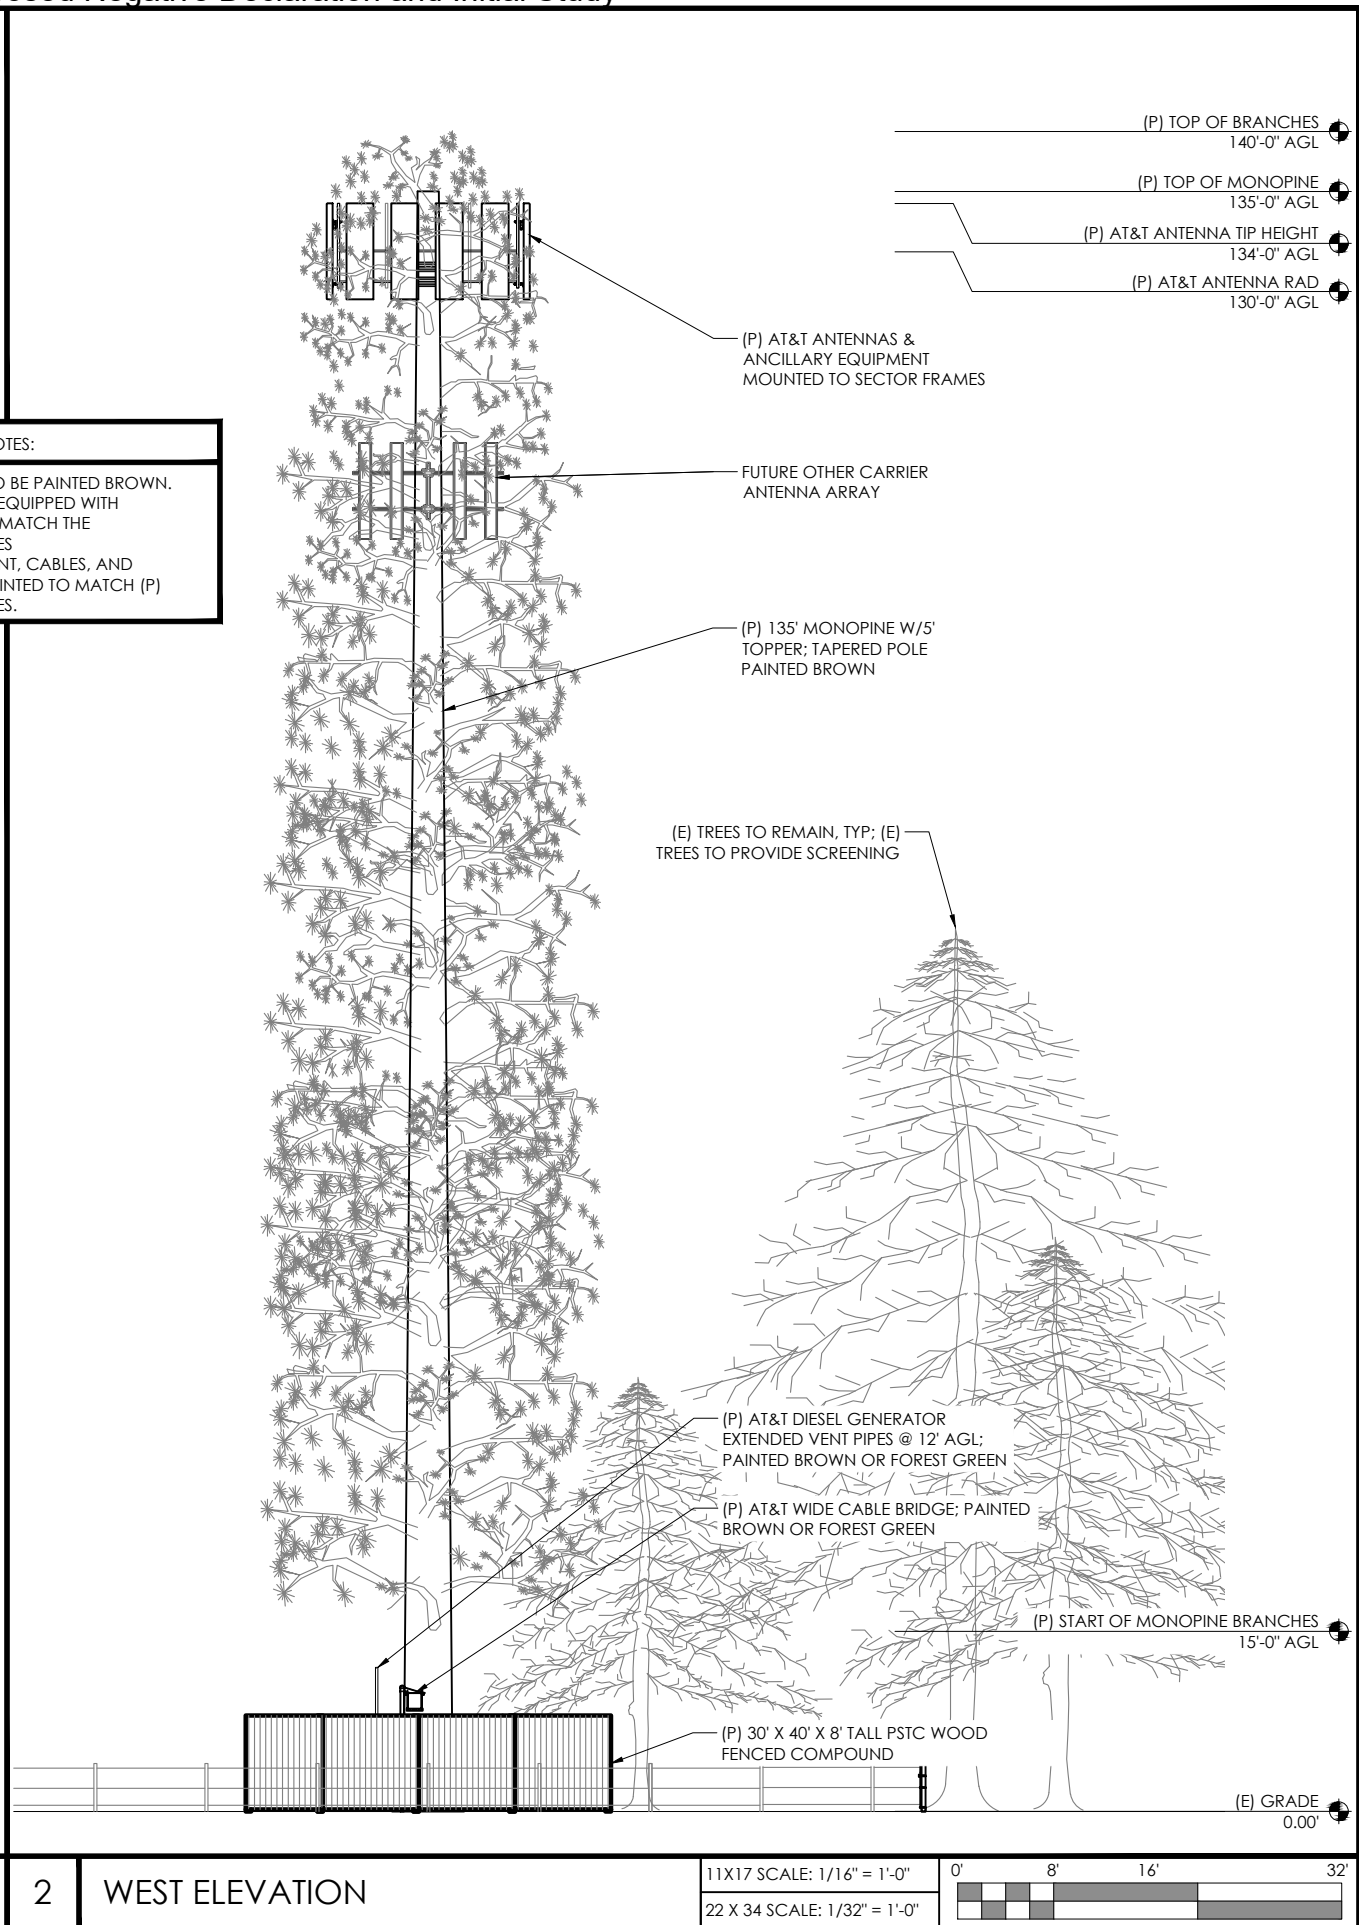 Negative Declaration and Initial Study
(P) TOP OF BRANCHES
140'-0" AGL
(P) TOP OF MONOPINE
135'-0" AGL
(P) AT&T ANTENNA TIP HEIGHT
134'-0" AGL
(P) AT&T ANTENNA RAD
130'-0" AGL
(P) AT&T ANTENNAS &
ANCILLARY EQUIPMENT
MOUNTED TO SECTOR FRAMES
OTES:
O BE PAINTED BROWN.
EQUIPPED WITH
MATCH THE
ES
NT, CABLES, AND
INTED TO MATCH (P)
ES.
FUTURE OTHER CARRIER
ANTENNA ARRAY
(P) 135' MONOPINE W/5'
TOPPER; TAPERED POLE
PAINTED BROWN
(E) TREES TO REMAIN, TYP; (E)
TREES TO PROVIDE SCREENING
(P) AT&T DIESEL GENERATOR
EXTENDED VENT PIPES @ 12' AGL;
PAINTED BROWN OR FOREST GREEN
(P) AT&T WIDE CABLE BRIDGE; PAINTED
BROWN OR FOREST GREEN
(P) START OF MONOPINE BRANCHES
15'-0" AGL
(P) 30' X 40' X 8' TALL PSTC WOOD
FENCED COMPOUND
(E) GRADE
0.00'
2
WEST ELEVATION
11X17 SCALE: 1/16" = 1'-0"
22 X 34 SCALE: 1/32" = 1'-0"
0' 8' 16' 32'